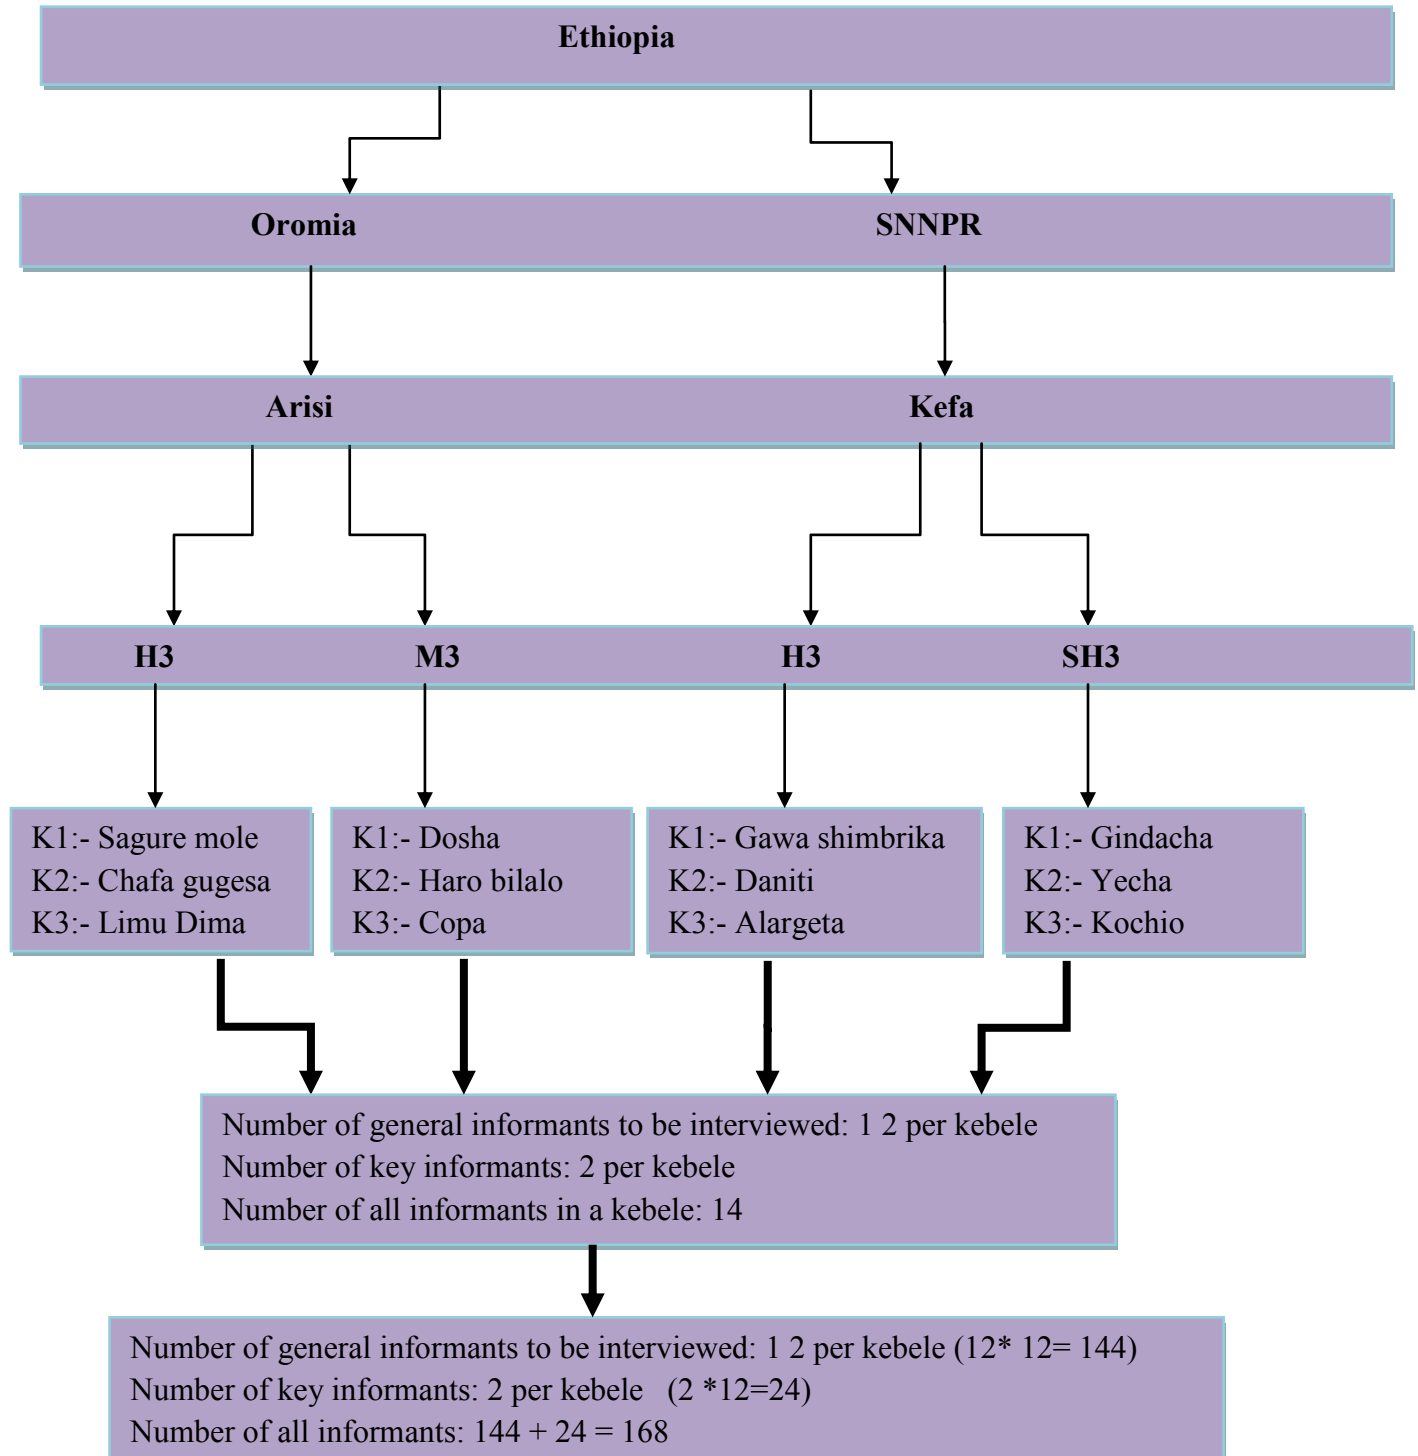 Ethiopia
Oromia SNNPR
Arisi Kefa
H3 M3 H3 SH3
K1:- Sagure mole
K2:- Chafa gugesa
K3:- Limu Dima
K1:- Dosha
K2:- Haro bilalo
K3:- Copa
K1:- Gawa shimbrika
K2:- Daniti
K3:- Alargeta
K1:- Gindacha
K2:- Yecha
K3:- Kochio
Number of general informants to be interviewed: 1 2 per kebele
Number of key informants: 2 per kebele
Number of all informants in a kebele: 14
Number of general informants to be interviewed: 1 2 per kebele (12* 12= 144)
Number of key informants: 2 per kebele (2 *12=24)
Number of all informants: 144 + 24 = 168